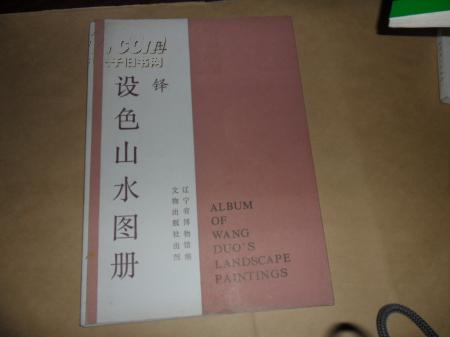 铎
设色山水图册
辽宁省博物馆编
文物出版社出版
ALBUM
OF
WANG
DUO'S
LANDSCAPE
PAINTINGS